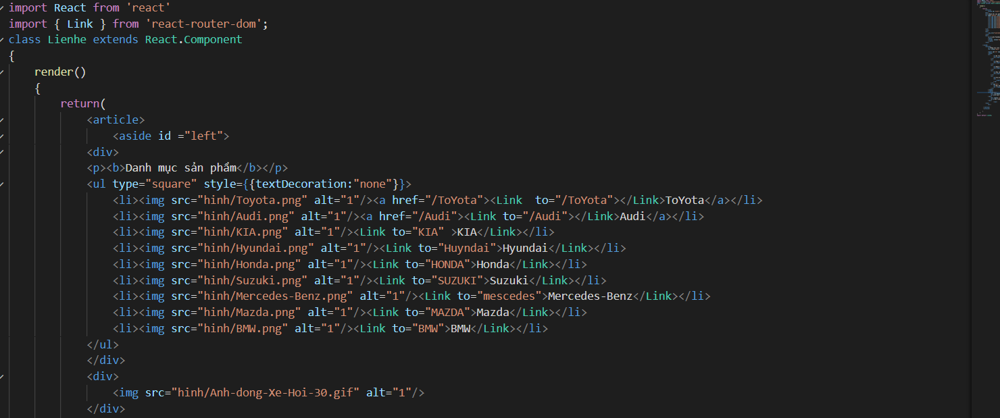 import React from 'react'
import { Link } from 'react-router-dom';
class Lienhe extends React.Component
{
    render()
    {
        return(
            <article>
                <aside id ="left">
            <div>
            <p><b>Danh mục sản phẩm</b></p>
            <ul type="square" style={{textDecoration:"none"}}>
                <li><img src="hinh/Toyota.png" alt="1"/><a href="/ToYota"><Link  to="/ToYota"></Link>ToYota</a></li>
                <li><img src="hinh/Audi.png" alt="1"/><a href="/Audi"><Link to="/Audi"></Link>Audi</a></li>
                <li><img src="hinh/KIA.png" alt="1"/><Link to="KIA" >KIA</Link></li>
                <li><img src="hinh/Hyundai.png" alt="1"/><Link to="Huyndai">Hyundai</Link></li>
                <li><img src="hinh/Honda.png" alt="1"/><Link to="HONDA">Honda</Link></li>
                <li><img src="hinh/Suzuki.png" alt="1"/><Link to="SUZUKI">Suzuki</Link></li>
                <li><img src="hinh/Mercedes-Benz.png" alt="1"/><Link to="mescedes">Mercedes-Benz</Link></li>
                <li><img src="hinh/Mazda.png" alt="1"/><Link to="MAZDA">Mazda</Link></li>
                <li><img src="hinh/BMW.png" alt="1"/><Link to="BMW">BMW</Link></li>
            </ul>
            </div>
            <div>
                <img src="hinh/Anh-dong-Xe-Hoi-30.gif" alt="1"/>
            </div>